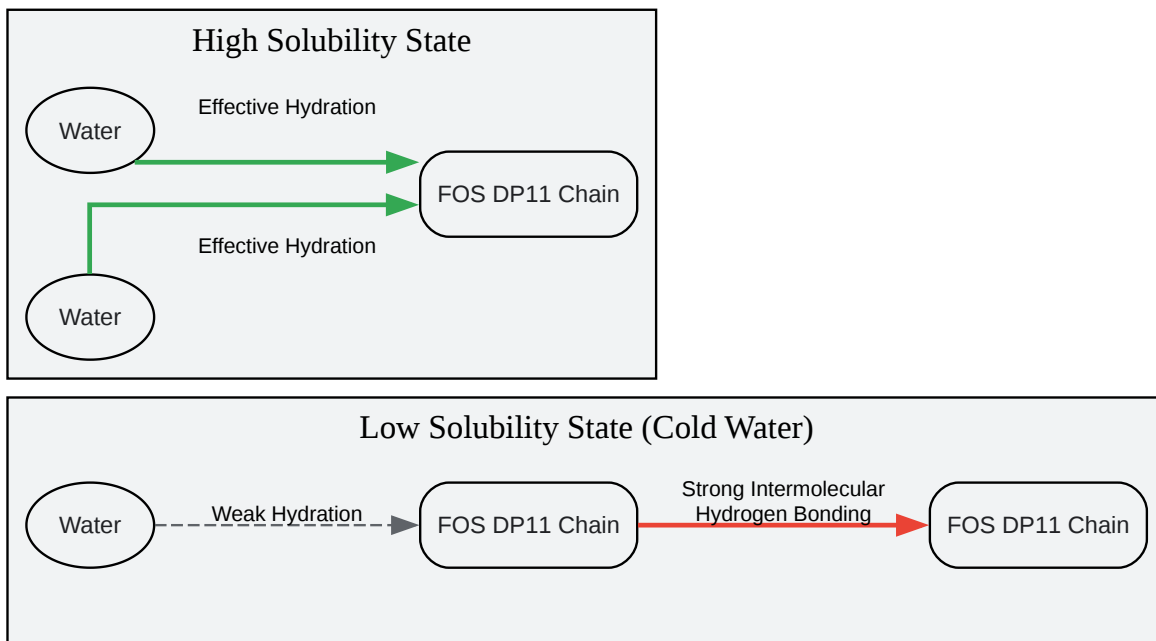 High Solubility State
Effective Hydration
Water
FOS DP11 Chain
Effective Hydration
Water
Low Solubility State (Cold Water)
Water
Weak Hydration
FOS DP11 Chain
Strong Intermolecular
Hydrogen Bonding
FOS DP11 Chain